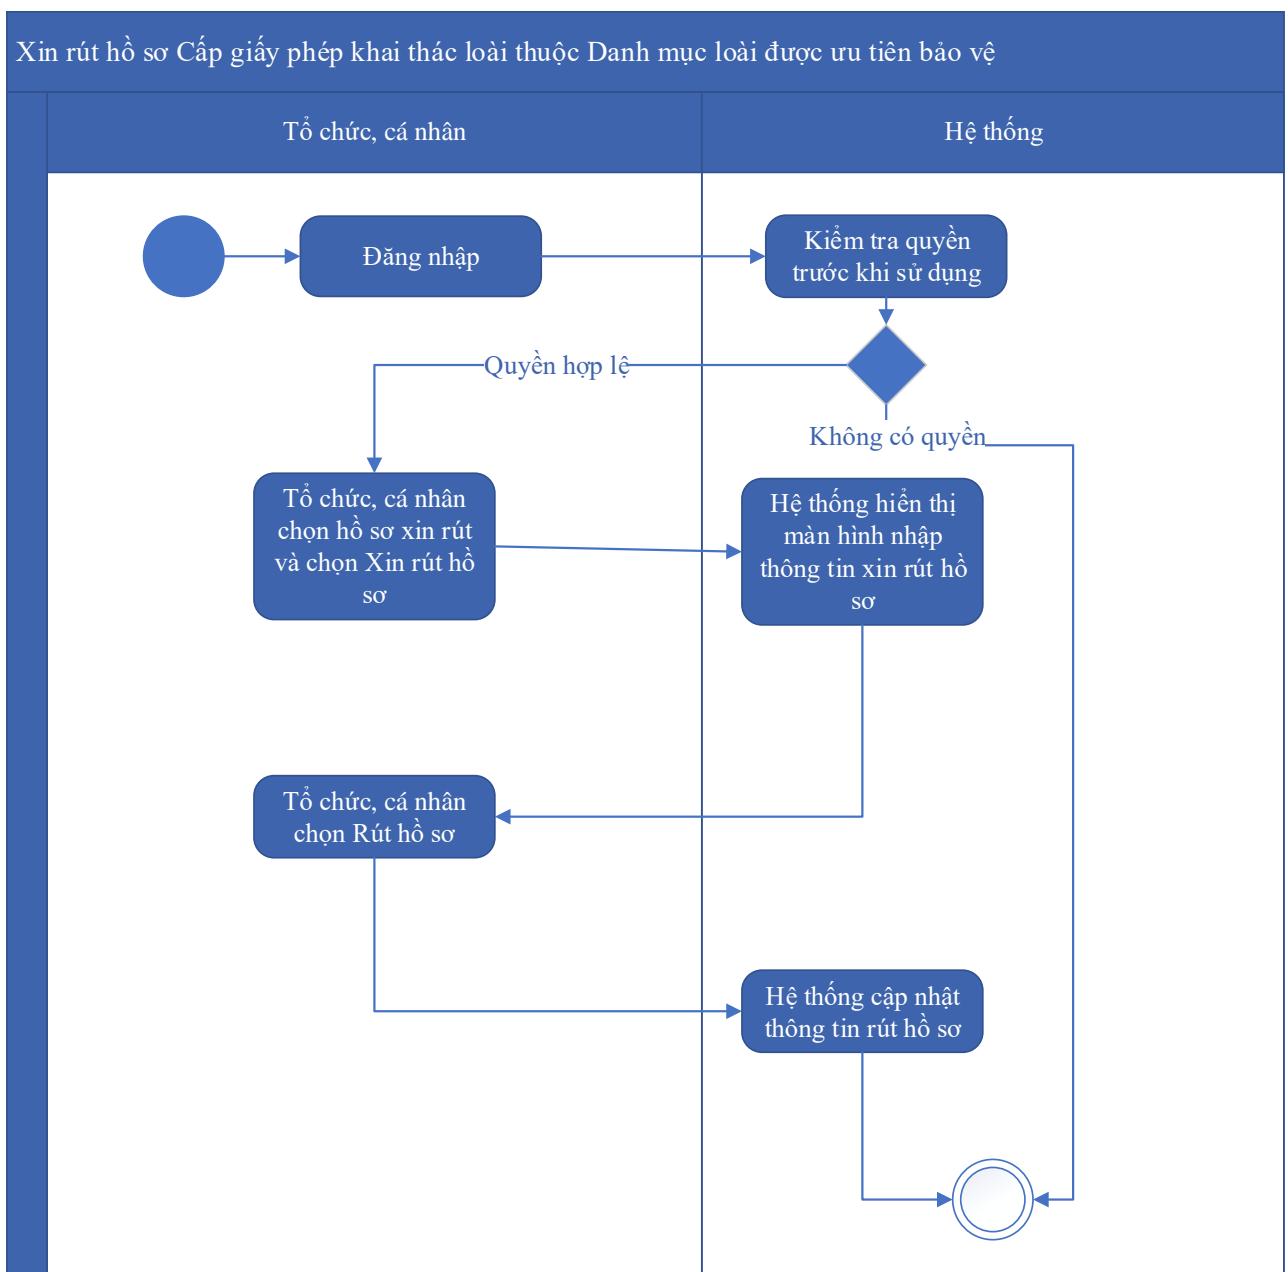 Xin rút hồ sơ Cấp giấy phép khai thác loài thuộc Danh mục loài được ưu tiên bảo vệ
Tổ chức, cá nhân
Hệ thống
Đăng nhập
Kiểm tra quyền
trước khi sử dụng
Quyền hợp lệ
Không có quyền
Tổ chức, cá nhân
chọn hồ sơ xin rút
và chọn Xin rút hồ
sơ
Hệ thống hiển thị
màn hình nhập
thông tin xin rút hồ
sơ
Tổ chức, cá nhân
chọn Rút hồ sơ
Hệ thống cập nhật
thông tin rút hồ sơ